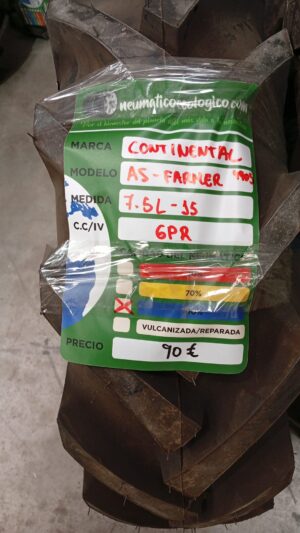 neumaticoecologico.com
MARCA CONTINENTAL
MODELO AS-FARMER
MEDIDA 7.5L-15
C.C/IV 6PR
70%
VULCANIZADA/REPARADA
PRECIO 90 €